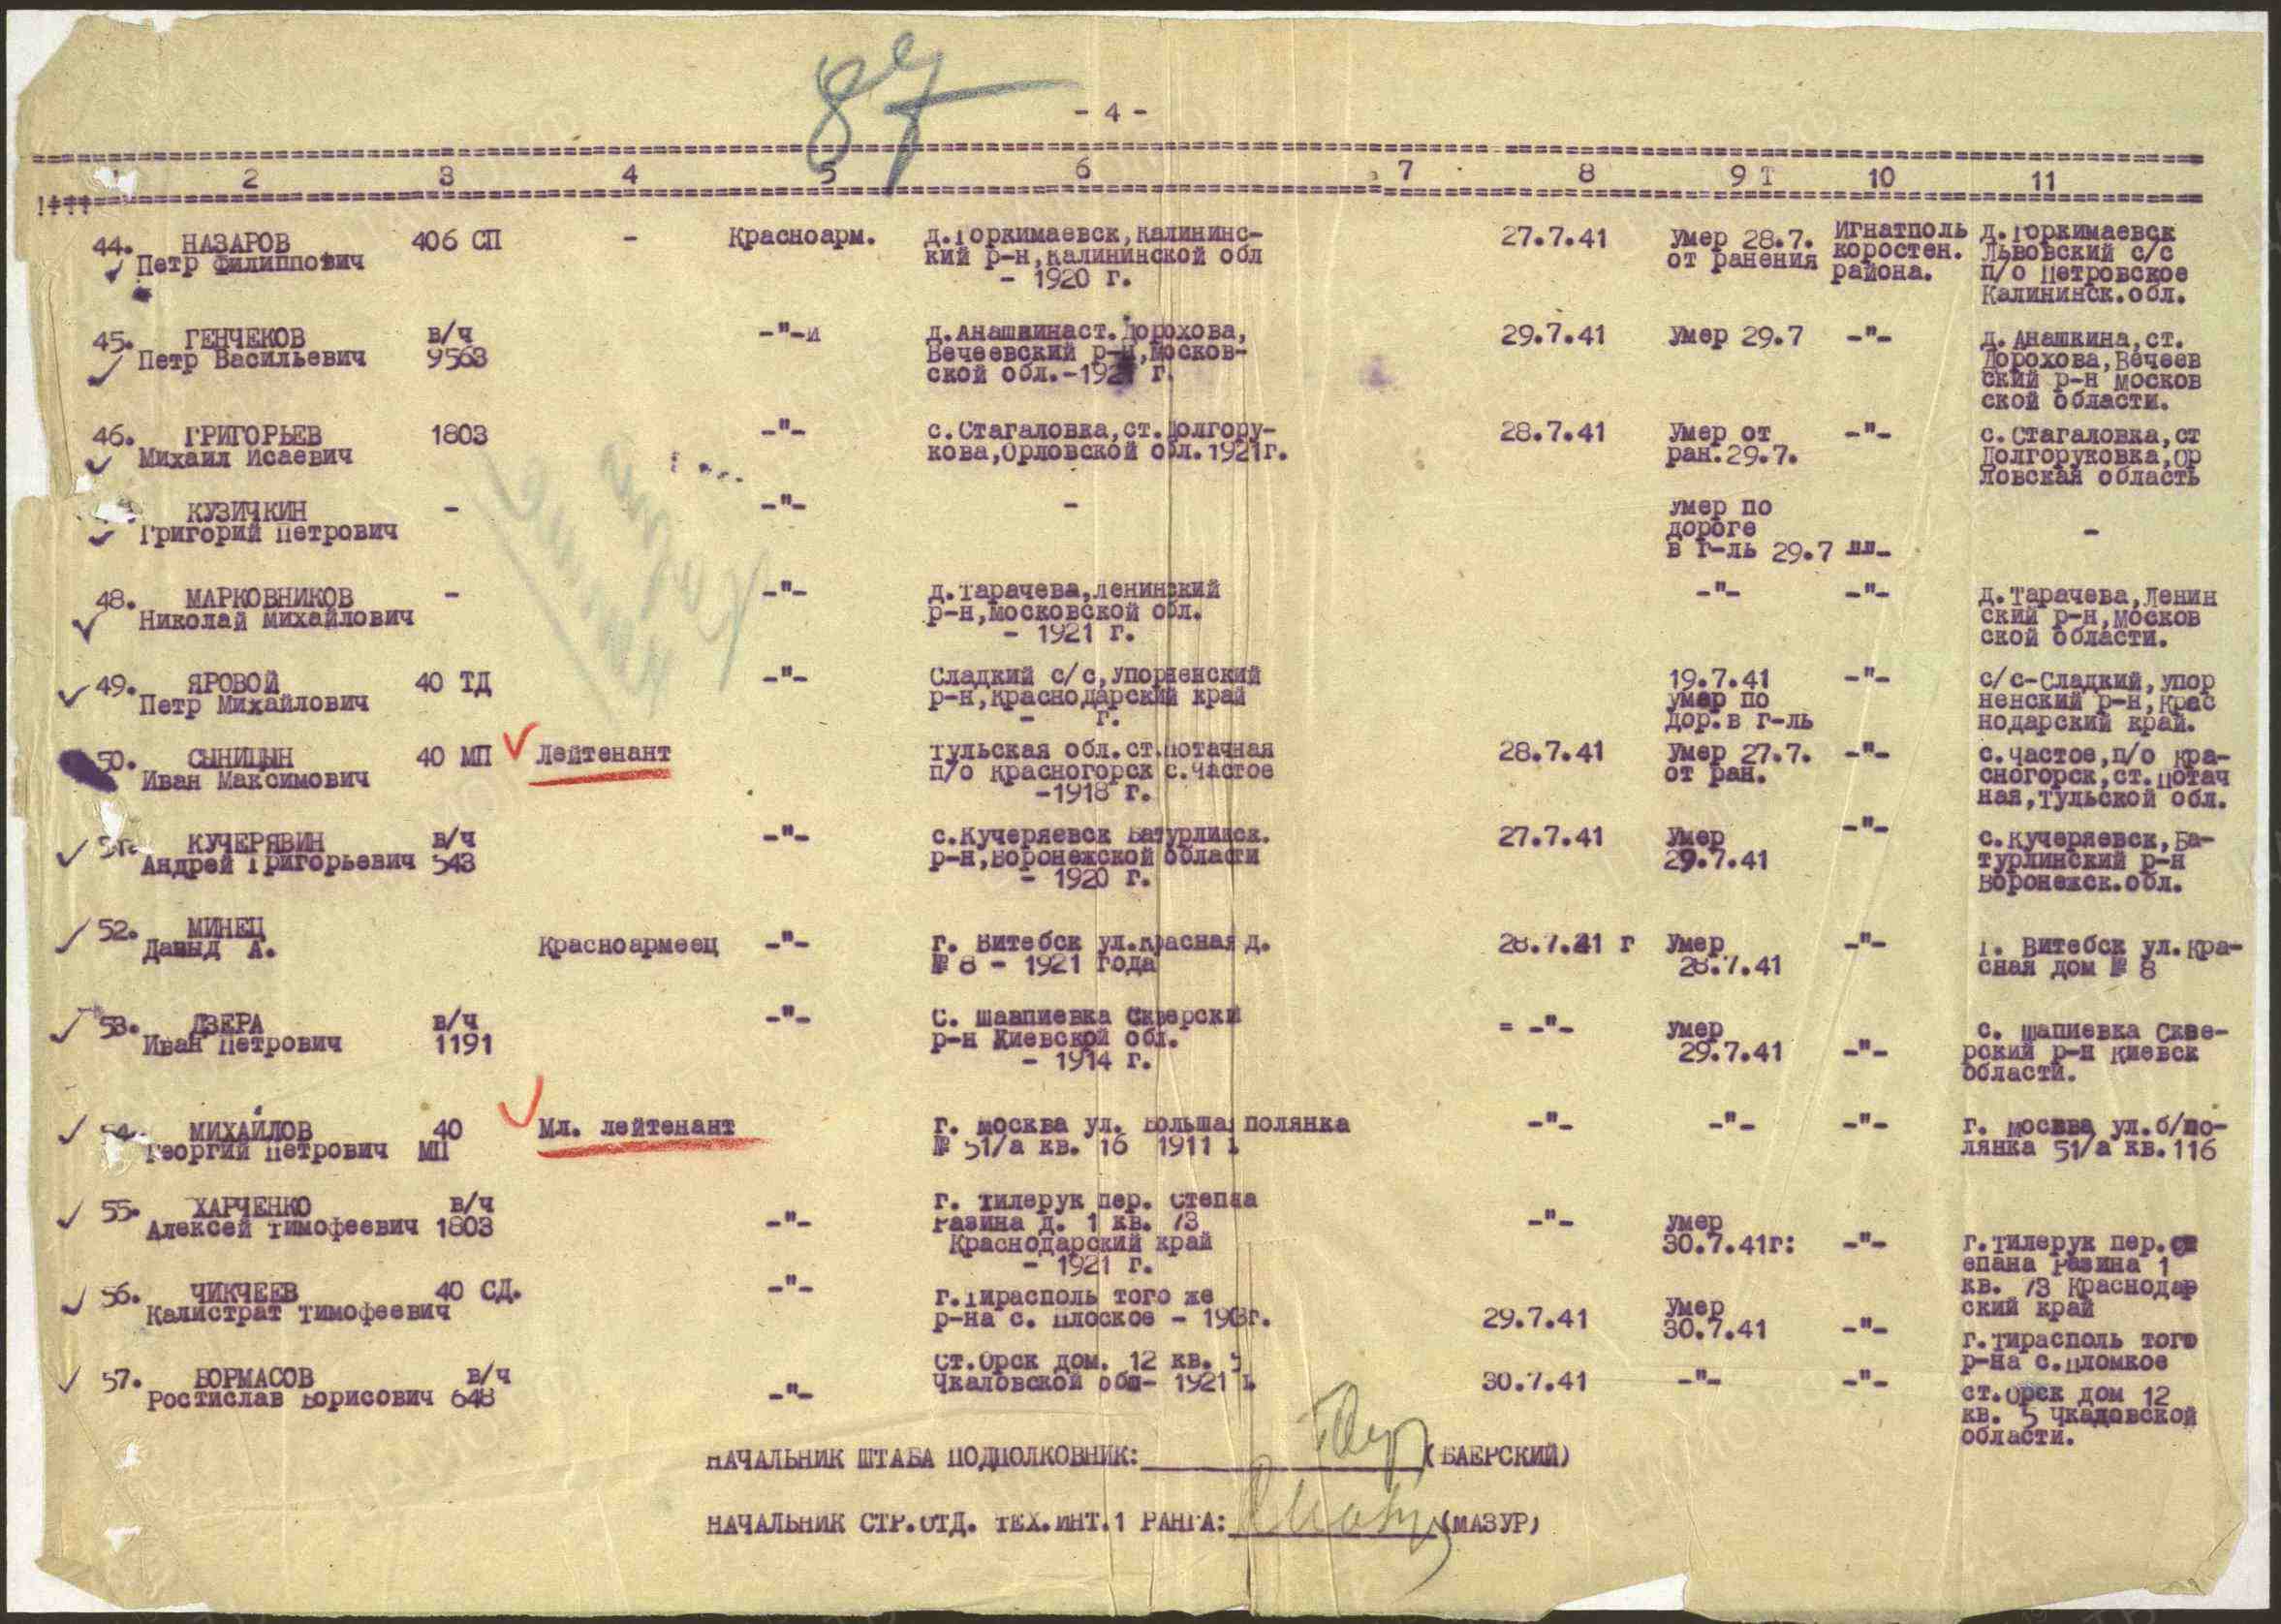 87
- 4 -
2 3 4 5 6 7 8 9 10 11
44. НАЗАРОВ 406 СП - Красноарм. д.Горкимаевск,Калининс- 27.7.41 Умер 28.7. Игнатполь д.Горкимаевск
Петр Филиппович кий р-н,Калининской обл от ранения коростен. Львовский с/с
- 1920 г. района. п/о Петровское
Калининск.обл.
45. ГЕНЧЕКОВ в/ч -"-и д.Анашкинаст.Дорохова, 29.7.41 Умер 29.7 -"- д.Анашкина,ст.
Петр Васильевич 9563 Вечеевский р-н,Москов- Дорохова,Вечеев
ской обл.-192 г. ский р-н Москов
ской области.
46. ГРИГОРЬЕВ 1803 -"- с.Стагаловка,ст.Долгору- 28.7.41 Умер от -"- с.Стагаловка,ст
Михаил Исаевич кова,Орловской обл.1921г. ран.29.7. Долгоруковка,Ор
ловская область
КУЗИЧКИН - -"- - умер по
Григорий Петрович дороге -
в г-ль 29.7 ""-
48. МАРКОВНИКОВ - -"- д.Тарачева,Ленинский -"- -"- д.Тарачева,Ленин
Николай Михайлович р-н,Московской обл. ский р-н,Москов
- 1921 г. ской области.
49. ЯРОВОЙ 40 ТД -"- Сладкий с/с,Упорненский 19.7.41 -"- с/с-Сладкий,упор
Петр Михайлович р-н,Краснодарский край умер по ненский р-н,Крас
- г. дор.в г-ль нодарский край.
50. СЫНИЦЫН 40 МП Лейтенант Тульская обл.ст.Потачная 28.7.41 Умер 27.7. -"- с.Частое,п/о Кра-
Иван Максимович п/о Красногорск с.Частое от ран. сногорск,ст.Потач
-1918 г. ная,Тульской обл.
51. КУЧЕРЯВИН в/ч -"- с.Кучеряевск Батурлинск. 27.7.41 Умер -"- с.Кучеряевск,Ба-
Андрей Григорьевич 543 р-н,Воронежской области 29.7.41 турлинский р-н
- 1920 г. Воронежск.обл.
52. МИНЕЦ
Давыд А. Красноармеец -"- г. Витебск ул.Красная д. 28.7.41 г Умер -"- г. Витебск ул.Кра-
№ 8 - 1921 года 28.7.41 сная дом № 8
53. ДЗЕРА в/ч -"- С. Шавпиевка Скверски = -"- умер с. Шапиевка Скве-
Иван Петрович 1191 р-н Киевской обл. 29.7.41 -"- рский р-н Киевск
- 1914 г. области.
54. МИХАЙЛОВ 40 Мл. лейтенант г. Москва ул. Большая полянка -"- -"- -"- г. Москва ул.б/по-
Георгий Петрович МП № 51/а кв. 16 1911 г лянка 51/а кв.116
55. ХАРЧЕНКО в/ч г. Тилерук пер. Степна
Алексей Тимофеевич 1803 -"- Разина д. 1 кв. 73 -"- умер
Краснодарский край 30.7.41г: -"- г.Тилерук пер.ст
- 1921 г. епана Разина 1
56. ЧИКЧЕЕВ 40 СД. -"- кв. 73 Краснодар
Калистрат Тимофеевич г.Тирасполь того же Умер ский край
р-на с. Плоское - 190 г. 29.7.41 30.7.41 -"- г.Тирасполь того
р-на с.Пломкое
57. БОРМАСОВ в/ч Ст.Орск дом. 12 кв. 5
Ростислав Борисович 648 -"- Чкаловской обл- 1921 г. 30.7.41 -"- -"- ст.Орск дом 12
кв. 5 Чкаловской
области.
НАЧАЛЬНИК ШТАБА ПОДПОЛКОВНИК: (БАЕРСКИЙ)
НАЧАЛЬНИК СТР.ОТД. ТЕХ.ИНТ.1 РАНГА: (МАЗУР)